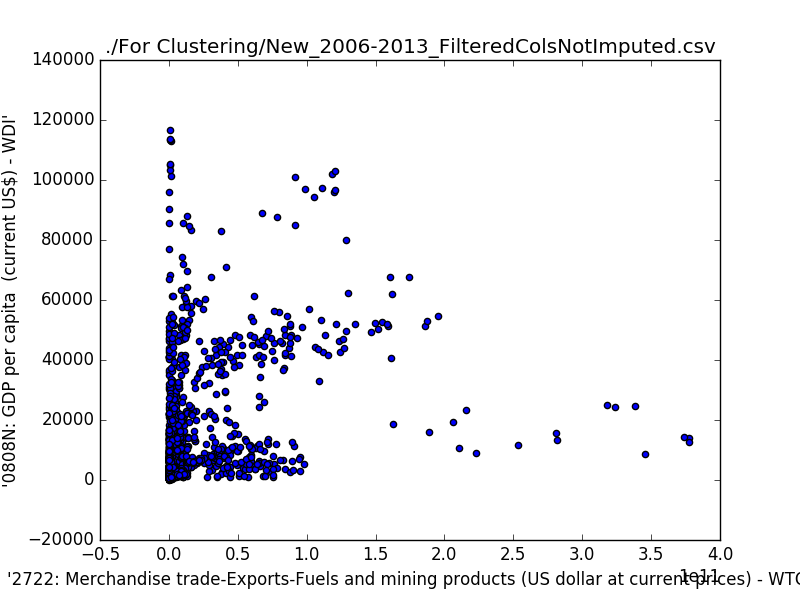 ./For Clustering/New_2006-2013_FilteredColsNotImputed.csv
140000
120000
100000
80000
60000
40000
20000
0
−20000
'0808N: GDP per capita (current US$) - WDI'
−0.5 0.0 0.5 1.0 1.5 2.0 2.5 3.0 3.5 4.0
1e11
'2722: Merchandise trade-Exports-Fuels and mining products (US dollar at current prices) - WTO